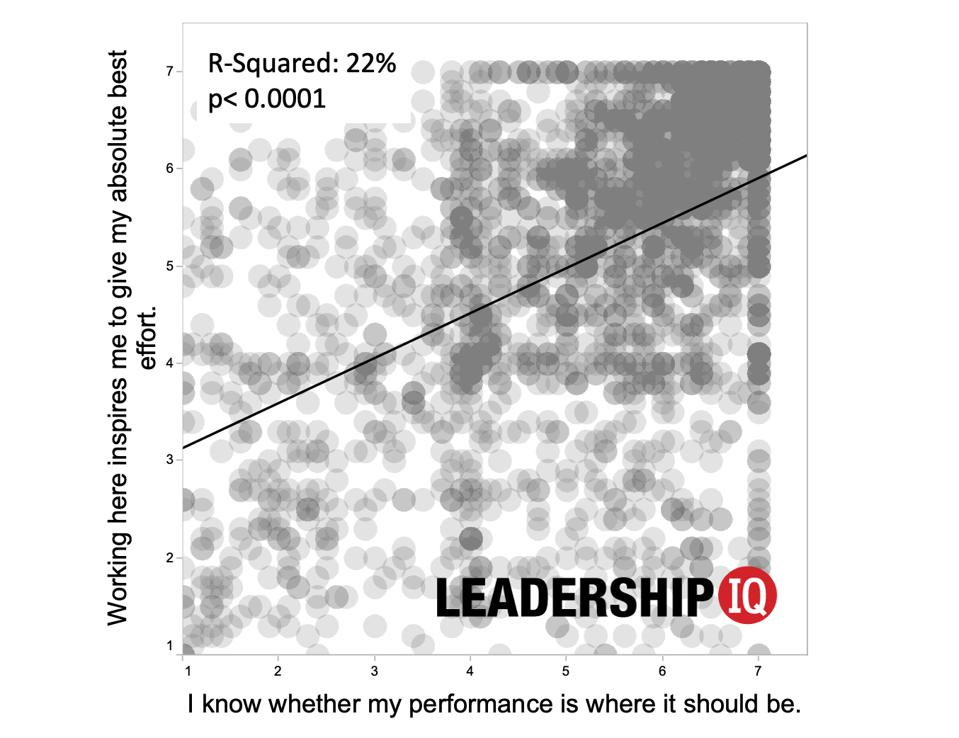 R-Squared: 22%
p< 0.0001
Working here inspires me to give my absolute best
effort.
7
6
5
4
3
2
1
LEADERSHIP IQ
1 2 3 4 5 6 7
I know whether my performance is where it should be.